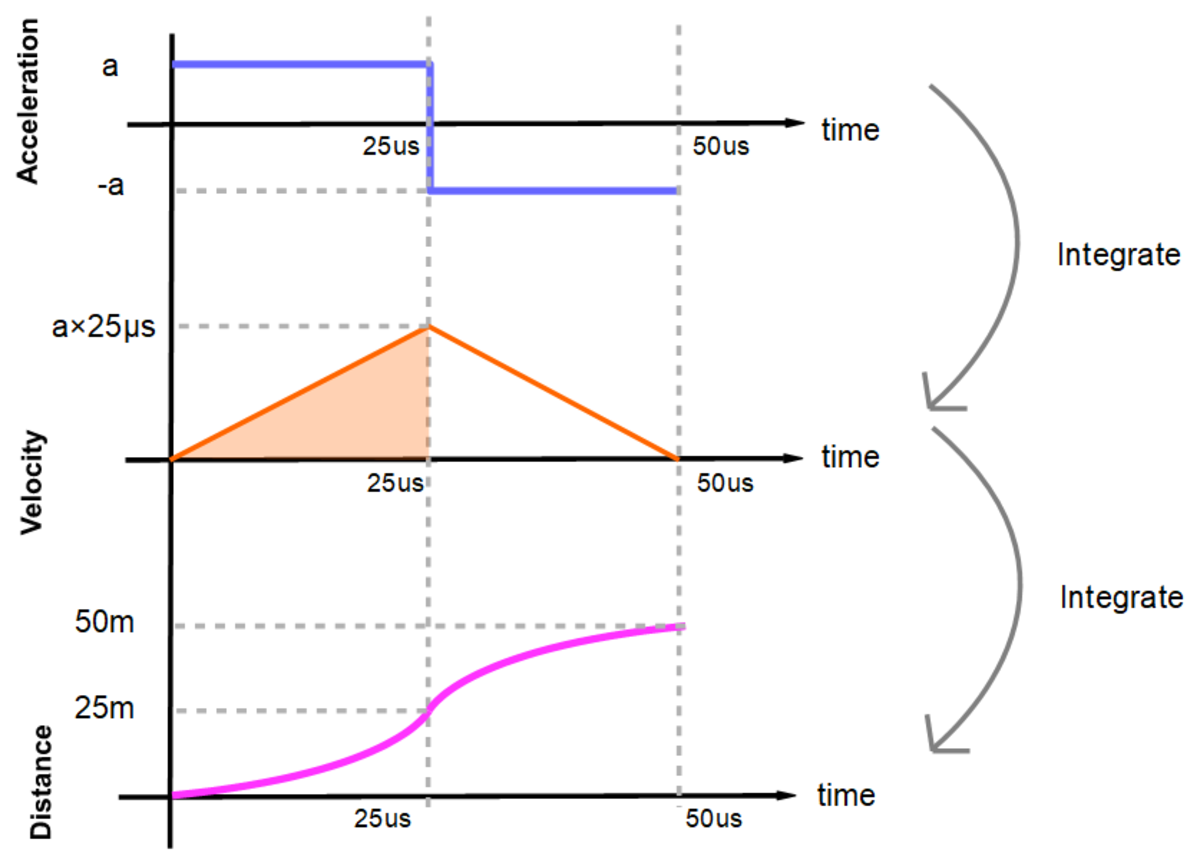 Acceleration
a
time
25us
50us
-a
Integrate
a×25μs
Velocity
time
25us
50us
Integrate
50m
25m
Distance
time
25us
50us